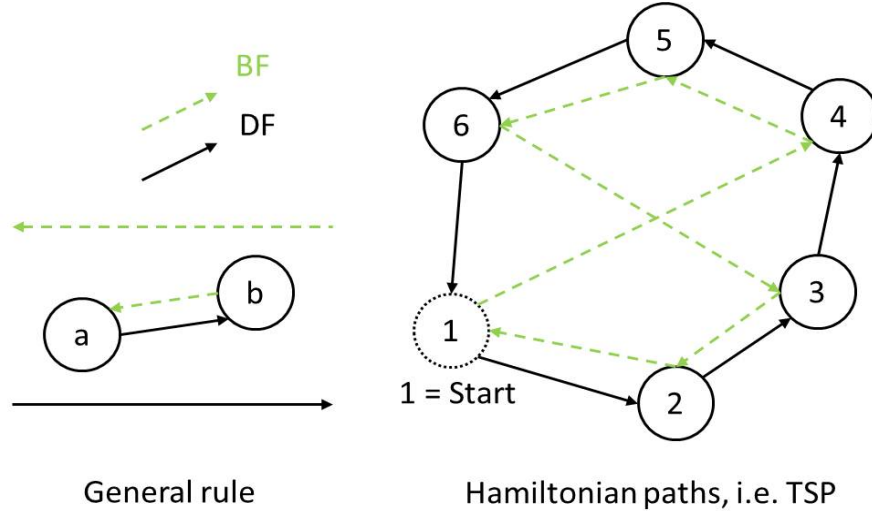 BF
DF
a
b
General rule
5
4
6
3
1
1 = Start
2
Hamiltonian paths, i.e. TSP